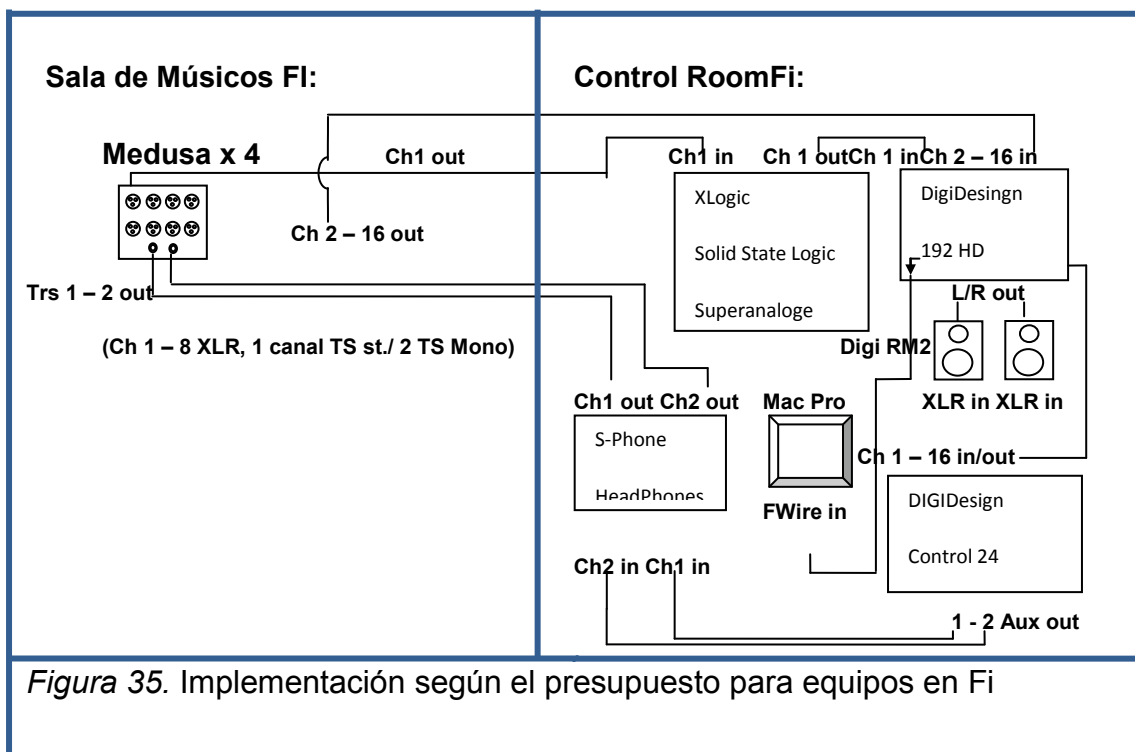 Sala de Músicos FI:
Control RoomFi:
Medusa x 4
Ch1 out
Ch1 in
Ch 1 out
Ch 1 in
Ch 2 – 16 in
XLogic
Solid State Logic
Superanaloge
DigiDesingn
192 HD
Ch 2 – 16 out
Trs 1 – 2 out
(Ch 1 – 8 XLR, 1 canal TS st./ 2 TS Mono)
L/R out
Digi RM2
XLR in XLR in
Ch1 out Ch2 out
Mac Pro
S-Phone
HeadPhones
Ch 1 – 16 in/out
FWire in
DIGIDesign
Control 24
Ch2 in Ch1 in
1 - 2 Aux out
Figura 35. Implementación según el presupuesto para equipos en Fi